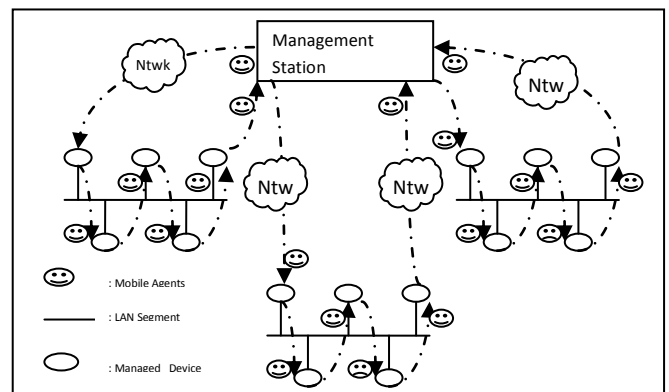 Management
Station
Ntwk
Ntw
Ntw
Ntw
: Mobile Agents
: LAN Segment
: Managed Device